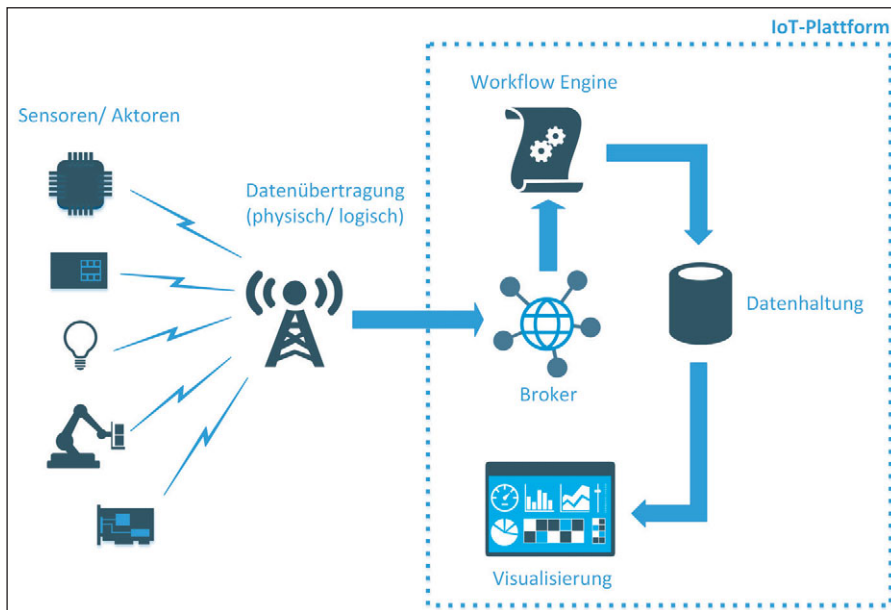 IoT-Plattform
Workflow Engine
Sensoren/ Aktoren
Datenübertragung
(physisch/ logisch)
Datenhaltung
Broker
Visualisierung